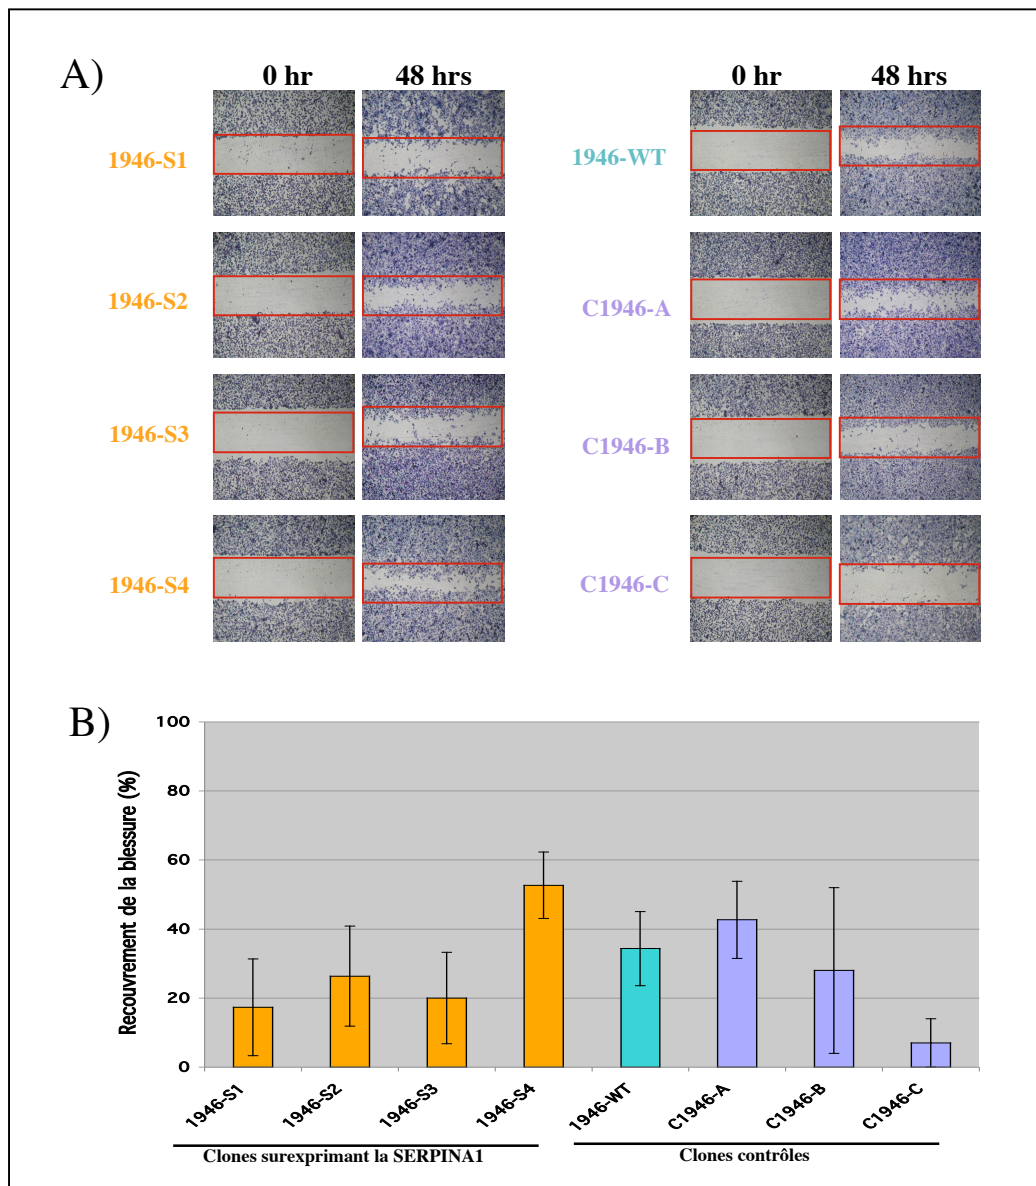 A)
0 hr
48 hrs
0 hr
48 hrs
1946-S1
1946-WT
1946-S2
C1946-A
1946-S3
C1946-B
1946-S4
C1946-C
B)
Recouvrement de la blessure (%)
100
80
60
40
20
0
1946-S1
1946-S2
1946-S3
1946-S4
1946-WT
C1946-A
C1946-B
C1946-C
Clones surexprimant la SERPINA1
Clones contrôles